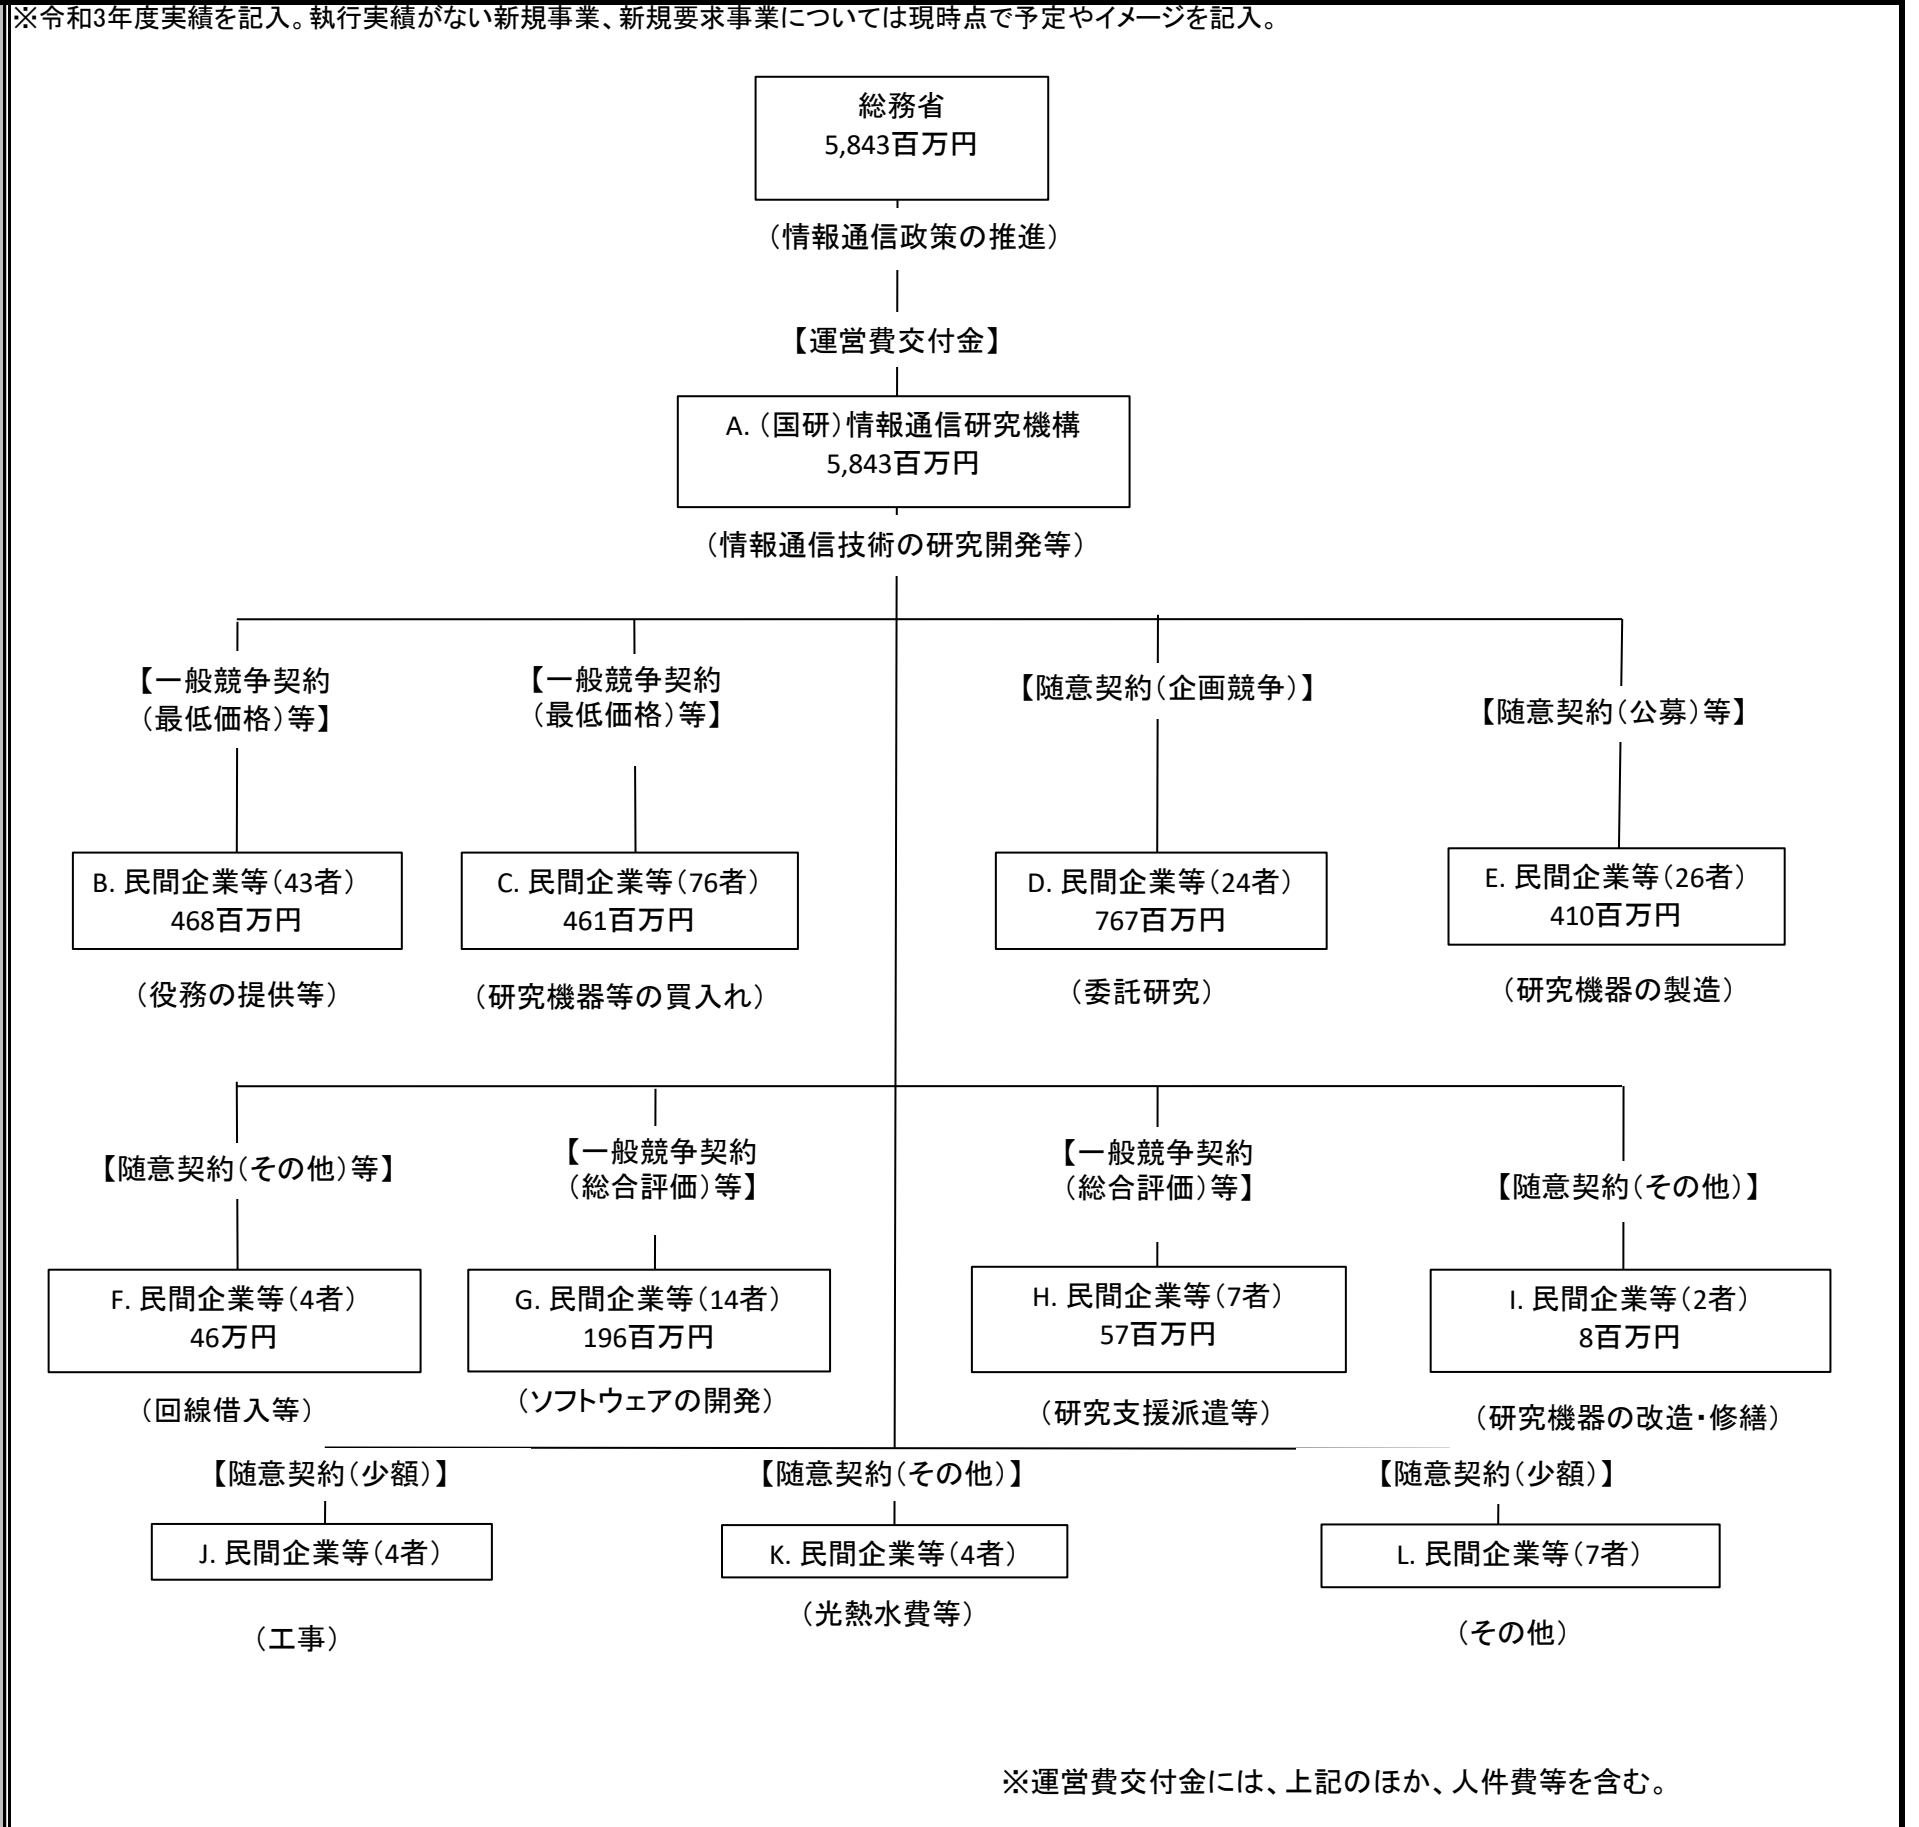 ※令和3年度実績を記入。執行実績がない新規事業、新規要求事業については現時点で予定やイメージを記入。
総務省
5,843百万円
（情報通信政策の推進）
【運営費交付金】
A.（国研）情報通信研究機構
5,843百万円
（情報通信技術の研究開発等）
【一般競争契約
（最低価格）等】
【一般競争契約
（最低価格）等】
【随意契約（企画競争）】
【随意契約（公募）等】
B. 民間企業等（43者）
468百万円
C. 民間企業等（76者）
461百万円
D. 民間企業等（24者）
767百万円
E. 民間企業等（26者）
410百万円
（役務の提供等）
（研究機器等の買入れ）
（委託研究）
（研究機器の製造）
【随意契約（その他）等】
【一般競争契約
（総合評価）等】
【一般競争契約
（総合評価）等】
【随意契約（その他）】
F. 民間企業等（4者）
46万円
G. 民間企業等（14者）
196百万円
H. 民間企業等（7者）
57百万円
I. 民間企業等（2者）
8百万円
（回線借入等）
（ソフトウェアの開発）
（研究支援派遣等）
（研究機器の改造・修繕）
【随意契約（少額）】
【随意契約（その他）】
【随意契約（少額）】
J. 民間企業等（4者）
K. 民間企業等（4者）
L. 民間企業等（7者）
（工事）
（光熱水費等）
（その他）
※運営費交付金には、上記のほか、人件費等を含む。